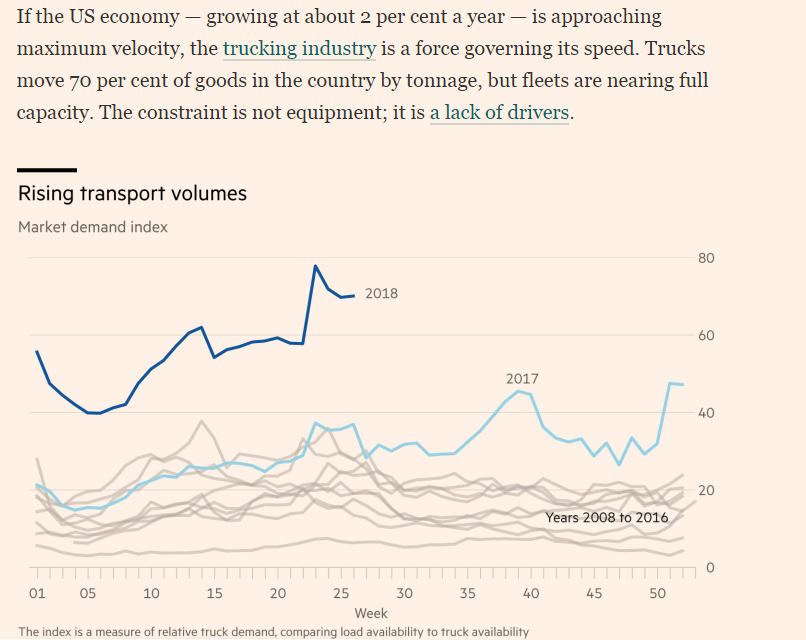 If the US economy — growing at about 2 per cent a year — is approaching
maximum velocity, the trucking industry is a force governing its speed. Trucks
move 70 per cent of goods in the country by tonnage, but fleets are nearing full
capacity. The constraint is not equipment; it is a lack of drivers.
Rising transport volumes
Market demand index
80
2018
60
2017
40
20
Years 2008 to 2016
0
01 05 10 15 20 25 30 35 40 45 50
Week
The index is a measure of relative truck demand, comparing load availability to truck availability